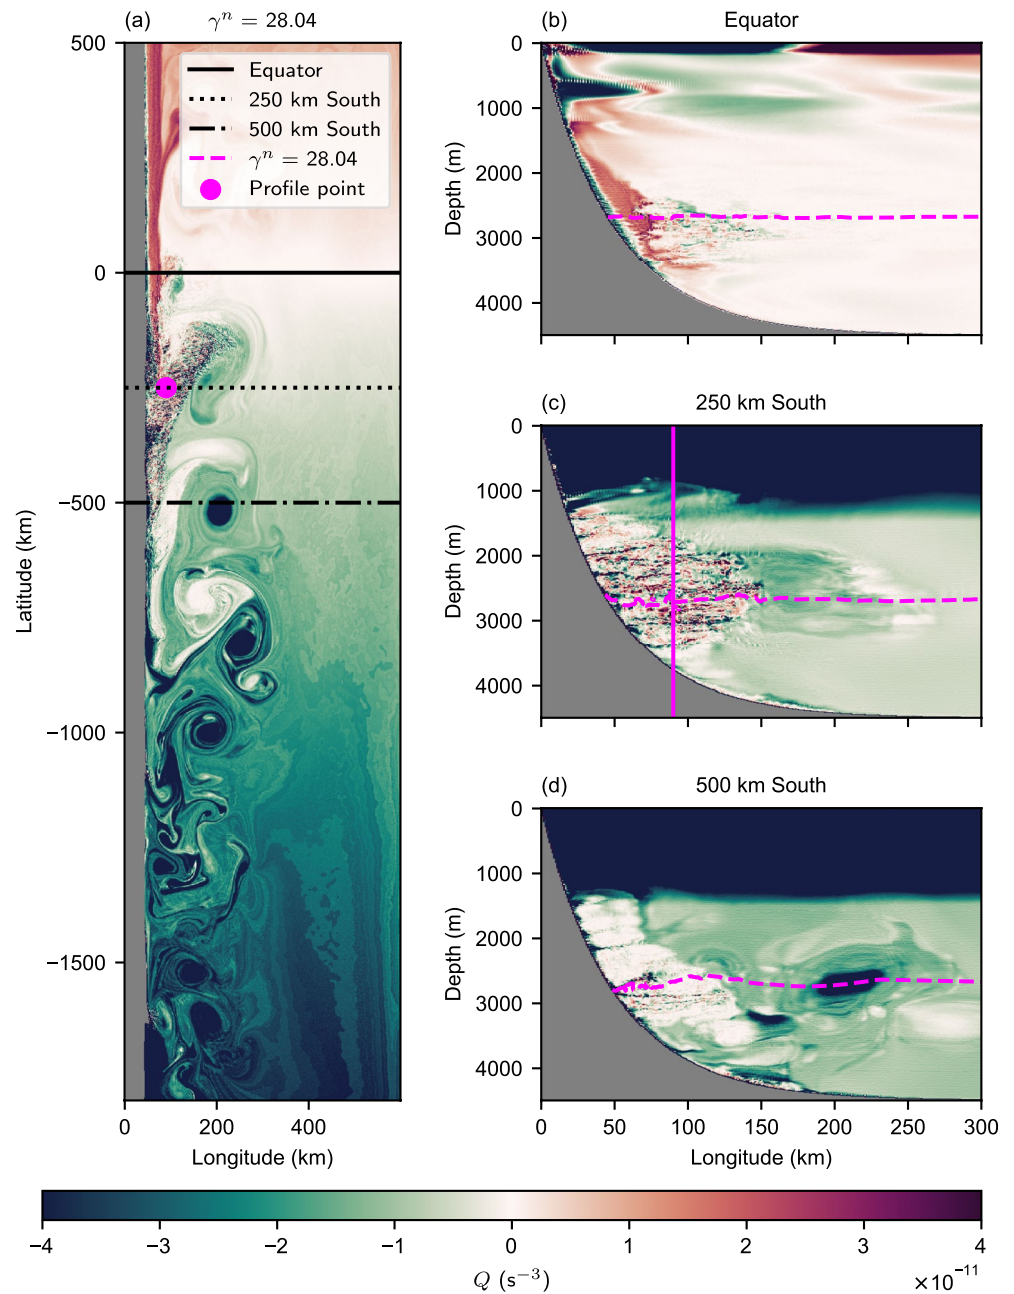 (a) γⁿ = 28.04
500
0
−500
−1000
−1500
Latitude (km)
Equator
250 km South
500 km South
γⁿ = 28.04
Profile point
0 200 400
Longitude (km)
(b) Equator
0
1000
2000
3000
4000
Depth (m)
(c) 250 km South
0
1000
2000
3000
4000
Depth (m)
(d) 500 km South
0
1000
2000
3000
4000
Depth (m)
0 50 100 150 200 250 300
Longitude (km)
−4 −3 −2 −1 0 1 2 3 4
Q (s⁻³)
×10⁻¹¹